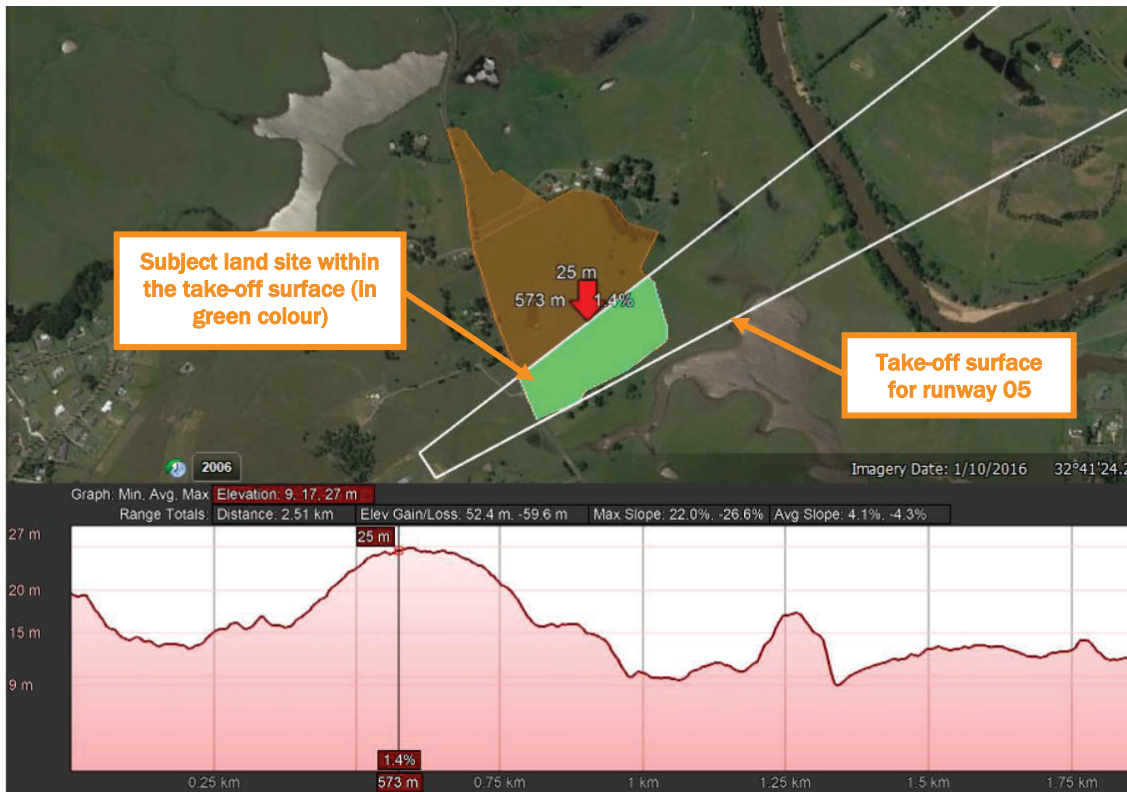 Subject land site within
the take-off surface (in
green colour)
25 m
573 m 1.4%
Take-off surface
for runway 05
2006
Imagery Date: 1/10/2016 32°41'24.2
Graph: Min, Avg, Max Elevation: 9, 17, 27 m
Range Totals: Distance: 2.51 km Elev Gain/Loss: 52.4 m, -59.6 m Max Slope: 22.0%, -26.6% Avg Slope: 4.1%, -4.3%
27 m
25 m
20 m
15 m
9 m
1.4%
0.25 km 573 m 0.75 km 1 km 1.25 km 1.5 km 1.75 km